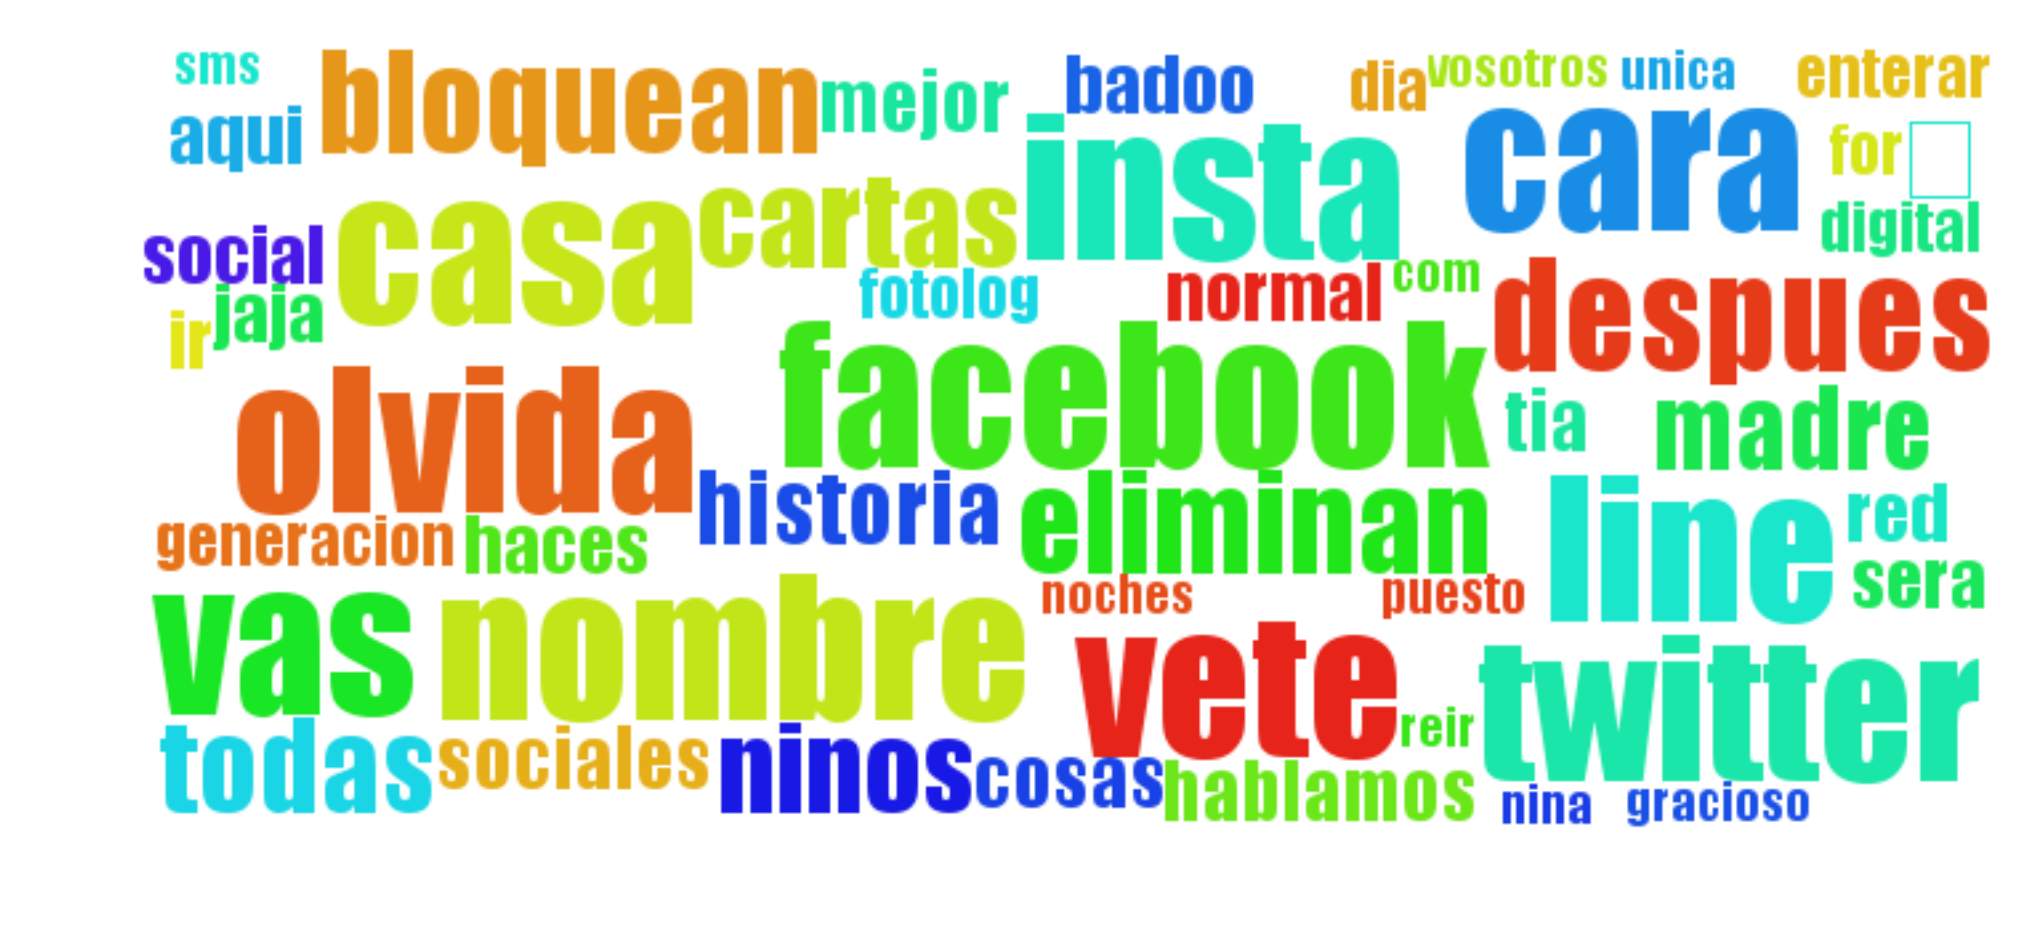 sms bloquean mejor badoo dia vosotros unica enterar
aqui insta cara for
social casa cartas digital
ir jaja fotolog normal com despues
olvida facebook tia madre
generacion haces historia eliminan line red
vas nombre noches puesto sera
vete reir twitter
todas sociales ninos cosas hablamos nina gracioso